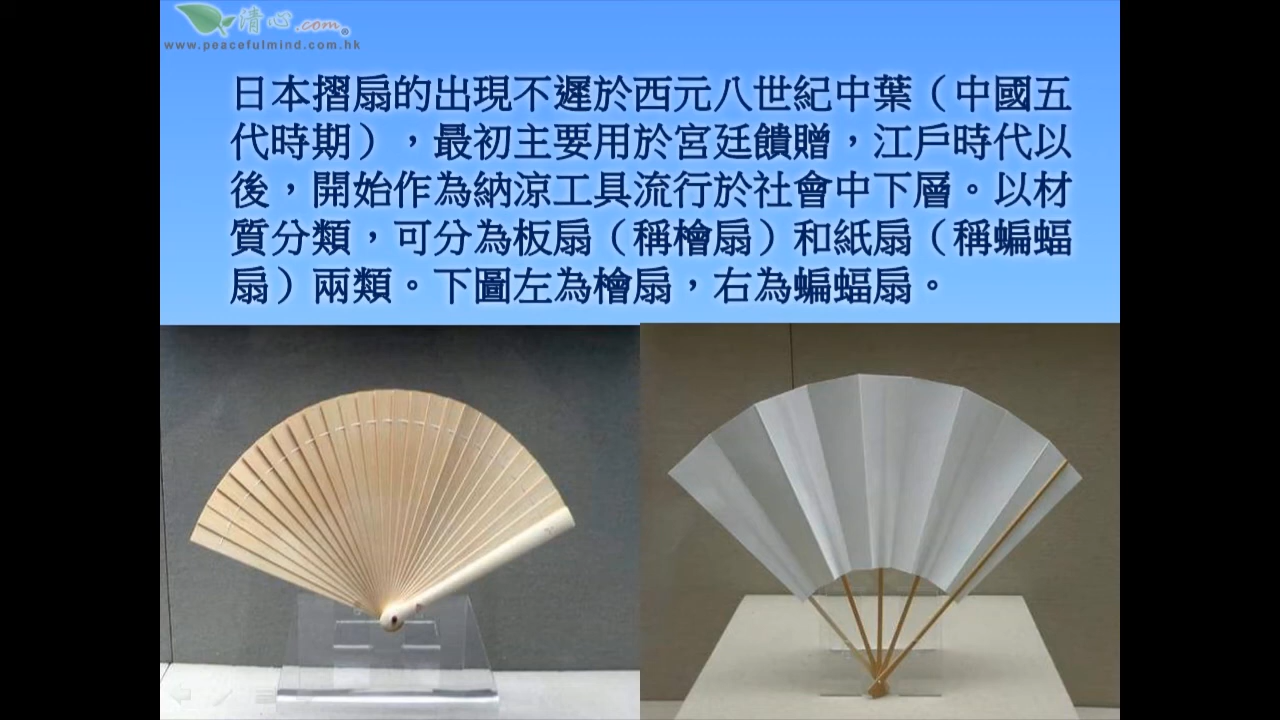 清心.com®
www.peacefulmind.com.hk
日本摺扇的出現不遲於西元八世紀中葉（中國五
代時期），最初主要用於宮廷饋贈，江戶時代以
後，開始作為納涼工具流行於社會中下層。以材
質分類，可分為板扇（稱檜扇）和紙扇（稱蝙蝠
扇）兩類。下圖左為檜扇，右為蝙蝠扇。